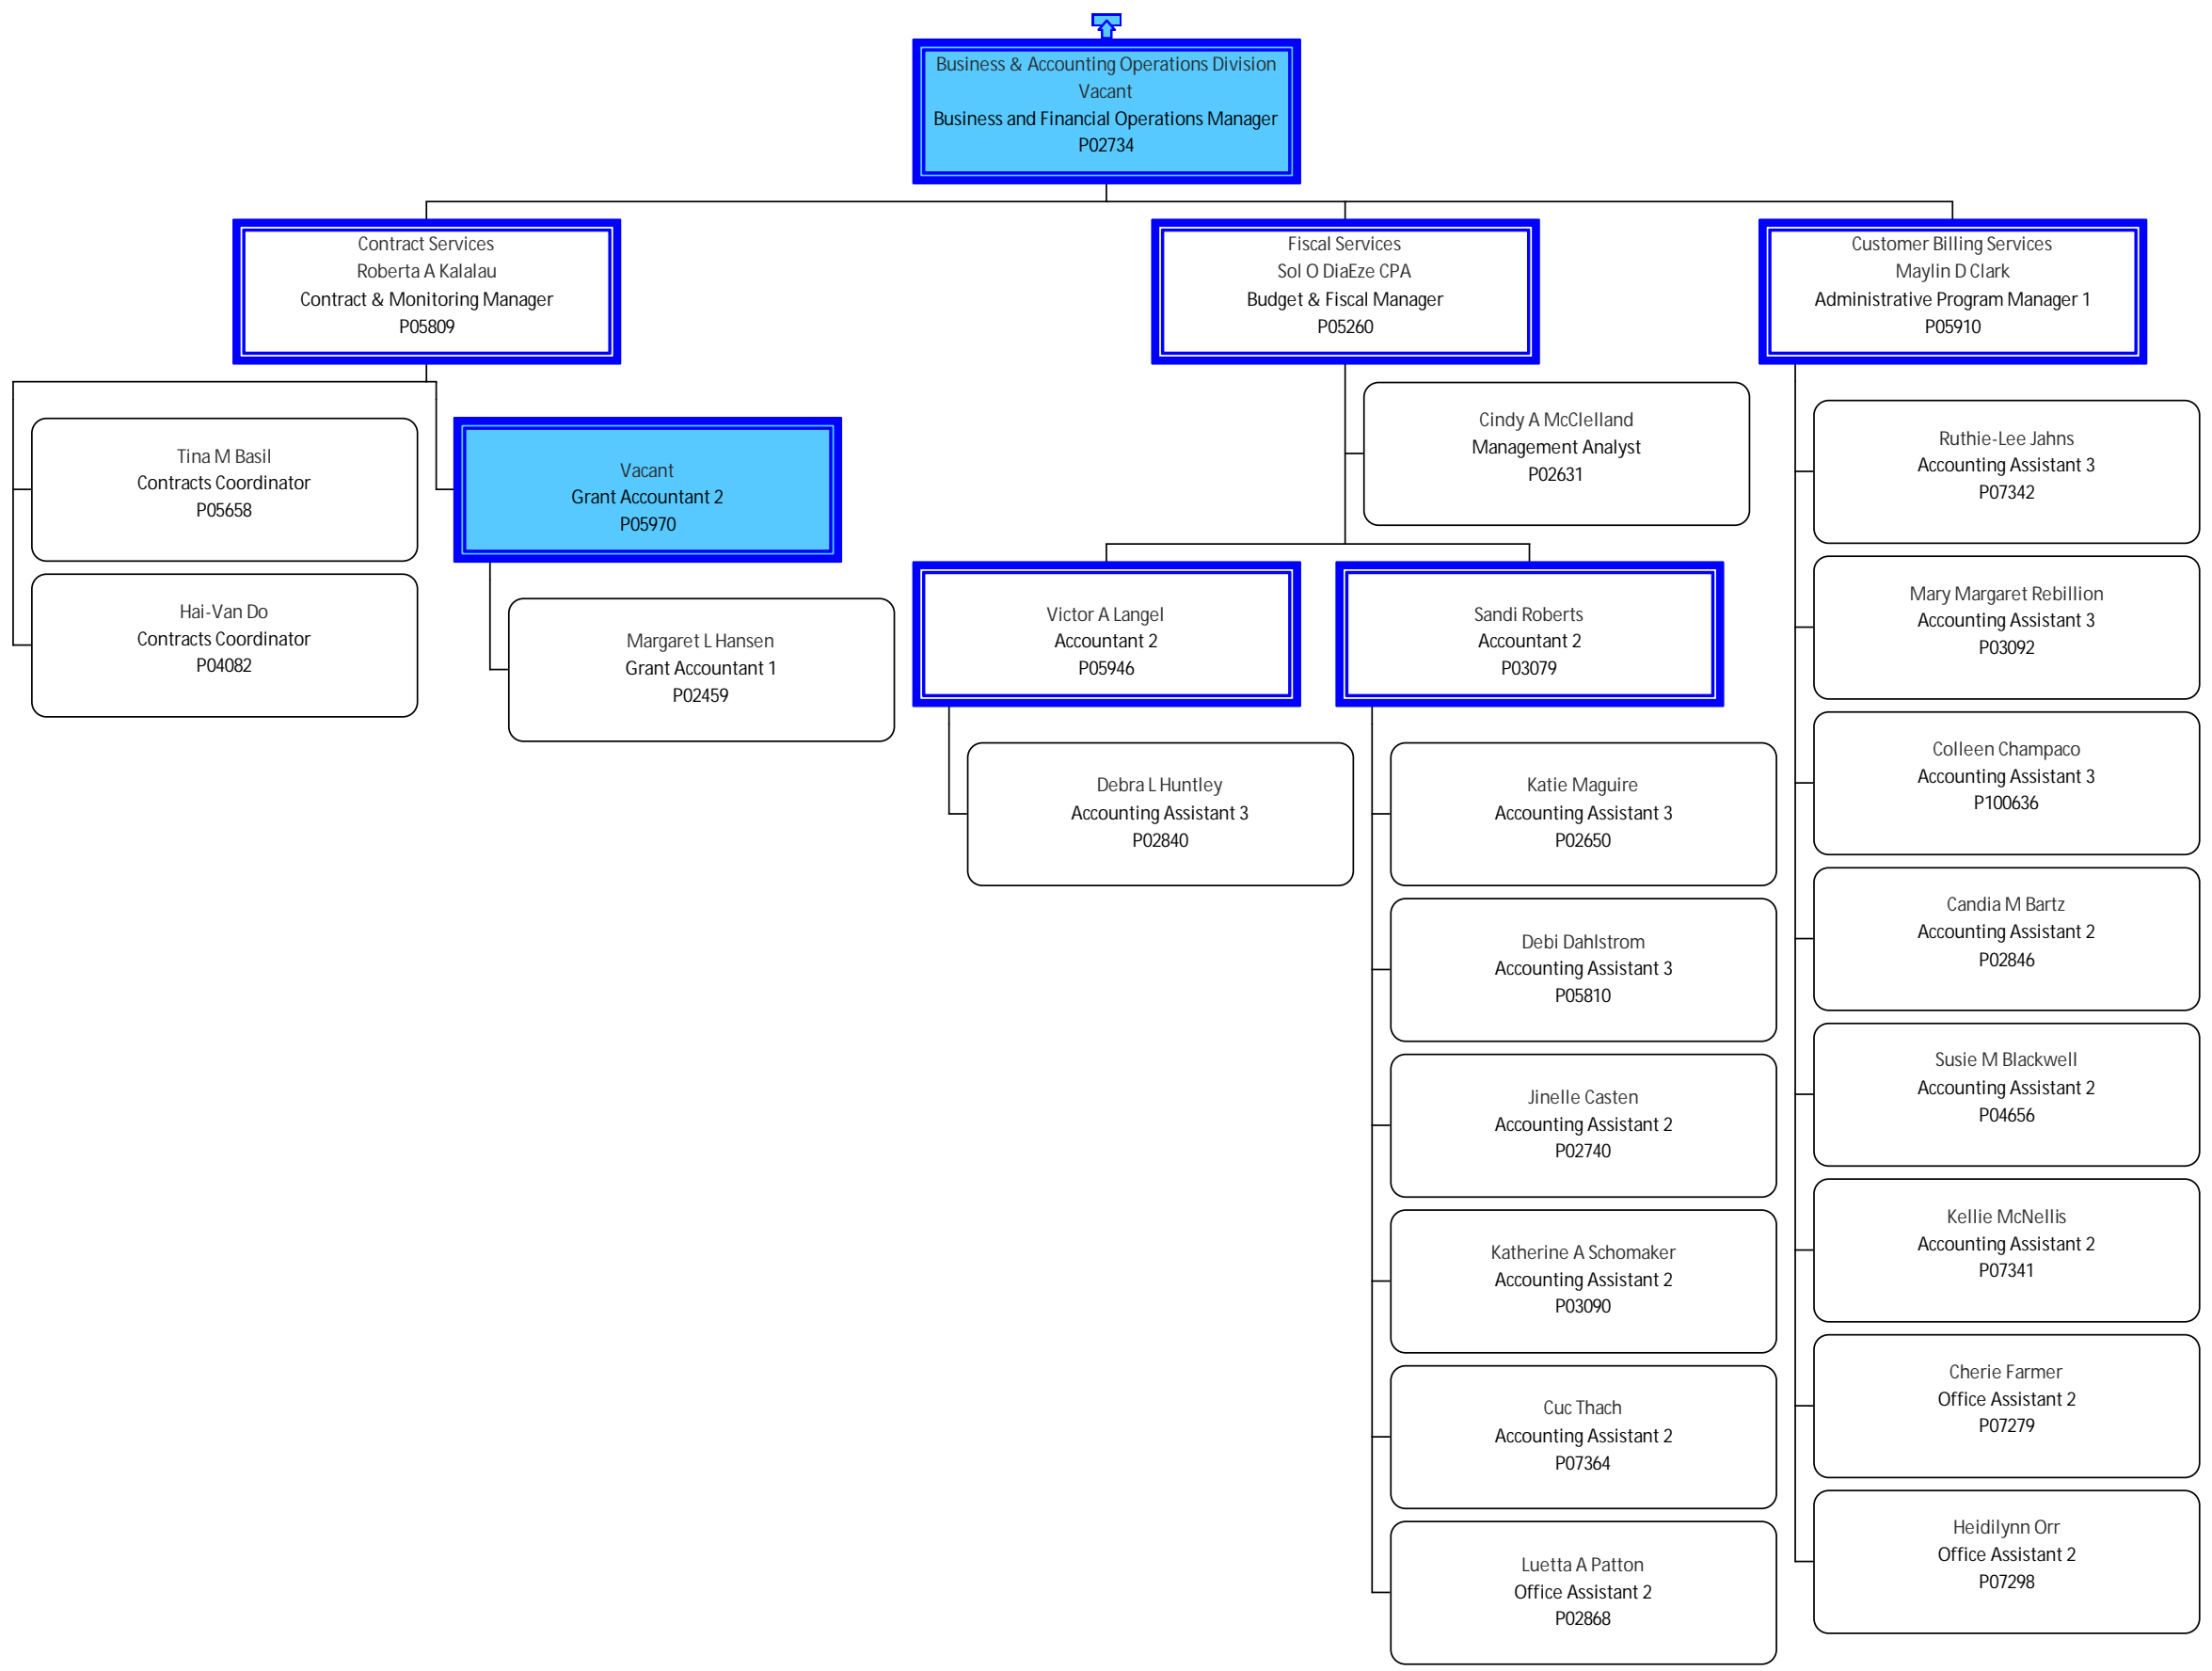 Business & Accounting Operations Division
Vacant
Business and Financial Operations Manager
P02734
Contract Services
Roberta A Kalalau
Contract & Monitoring Manager
P05809
Tina M Basil
Contracts Coordinator
P05658
Hai-Van Do
Contracts Coordinator
P04082
Vacant
Grant Accountant 2
P05970
Margaret L Hansen
Grant Accountant 1
P02459
Fiscal Services
Sol O DiaEze CPA
Budget & Fiscal Manager
P05260
Cindy A McClelland
Management Analyst
P02631
Victor A Langel
Accountant 2
P05946
Debra L Huntley
Accounting Assistant 3
P02840
Sandi Roberts
Accountant 2
P03079
Katie Maguire
Accounting Assistant 3
P02650
Debi Dahlstrom
Accounting Assistant 3
P05810
Jinelle Casten
Accounting Assistant 2
P02740
Katherine A Schomaker
Accounting Assistant 2
P03090
Cuc Thach
Accounting Assistant 2
P07364
Luetta A Patton
Office Assistant 2
P02868
Customer Billing Services
Maylin D Clark
Administrative Program Manager 1
P05910
Ruthie-Lee Jahns
Accounting Assistant 3
P07342
Mary Margaret Rebillion
Accounting Assistant 3
P03092
Colleen Champaco
Accounting Assistant 3
P100636
Candia M Bartz
Accounting Assistant 2
P02846
Susie M Blackwell
Accounting Assistant 2
P04656
Kellie McNellis
Accounting Assistant 2
P07341
Cherie Farmer
Office Assistant 2
P07279
Heidilynn Orr
Office Assistant 2
P07298